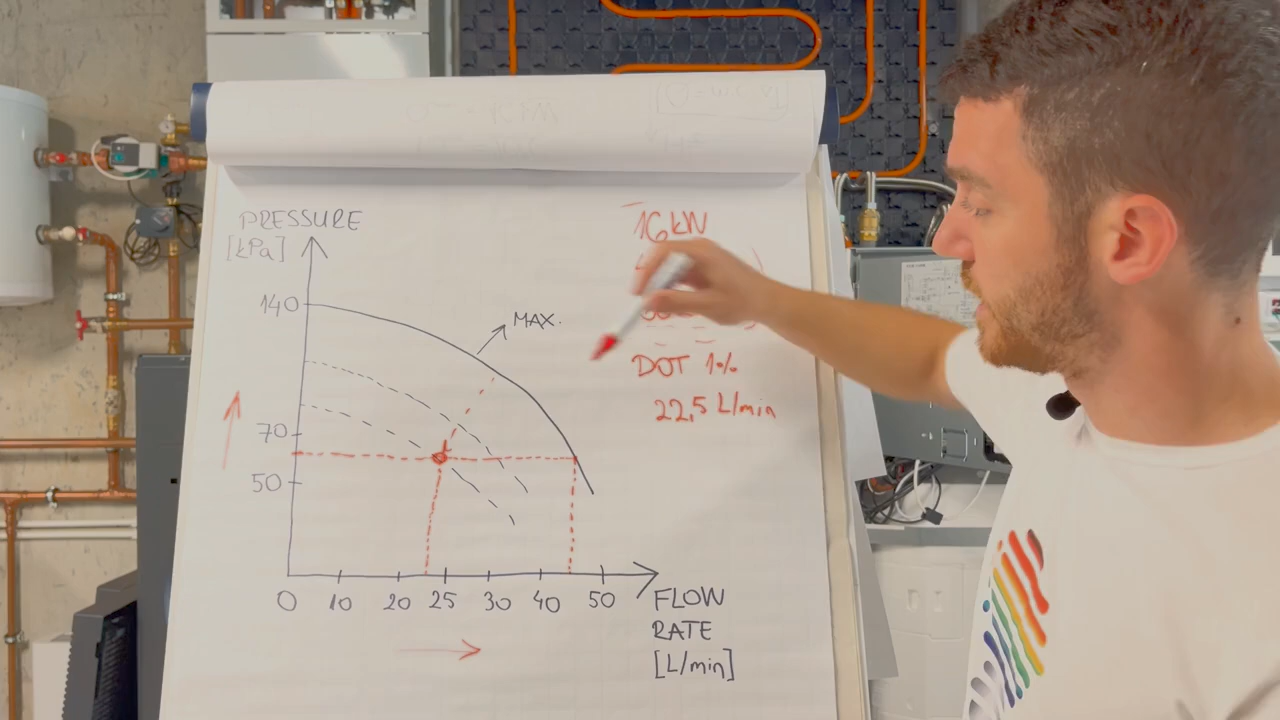 PRESSURE
[kPa]
140
MAX.
70
50
0 10 20 25 30 40 50
FLOW
RATE
[L/min]
16kW
DOT 1%
22,5 L/min